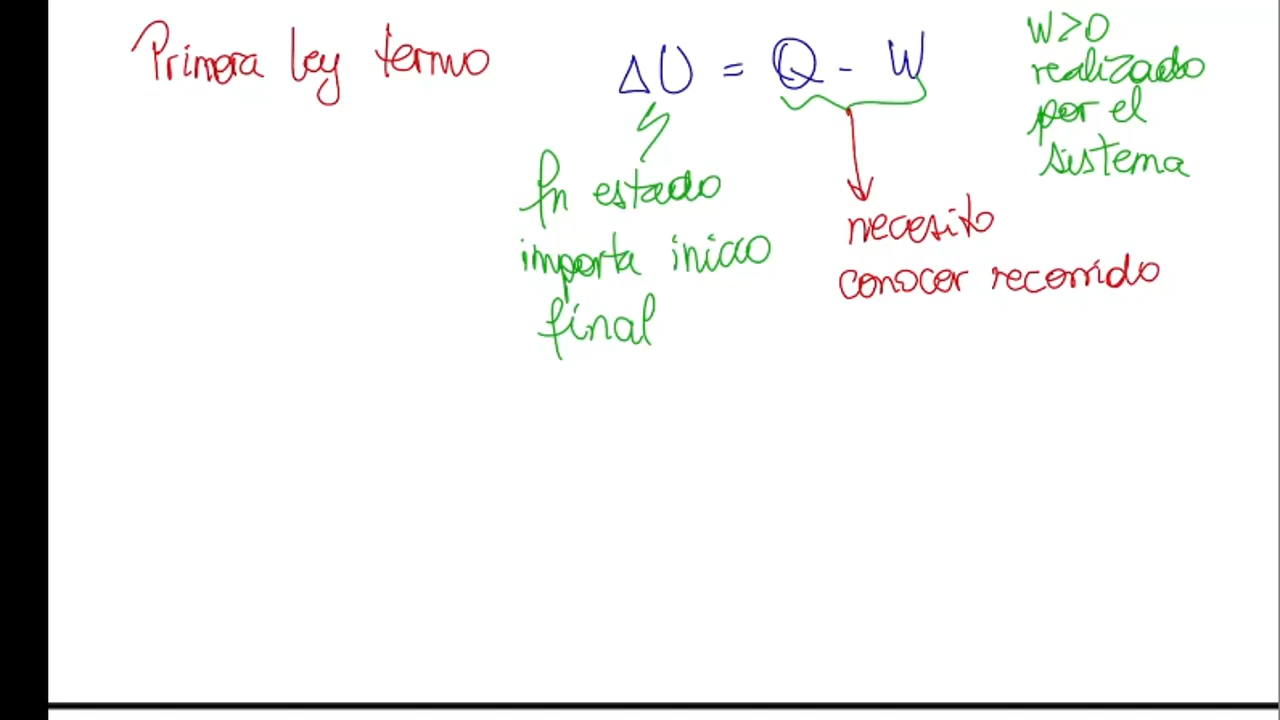 Primera ley termo
ΔU = Q - W
W>0
realizado
por el
sistema
fn estado
importa inicio
final
necesito
conocer recorrido